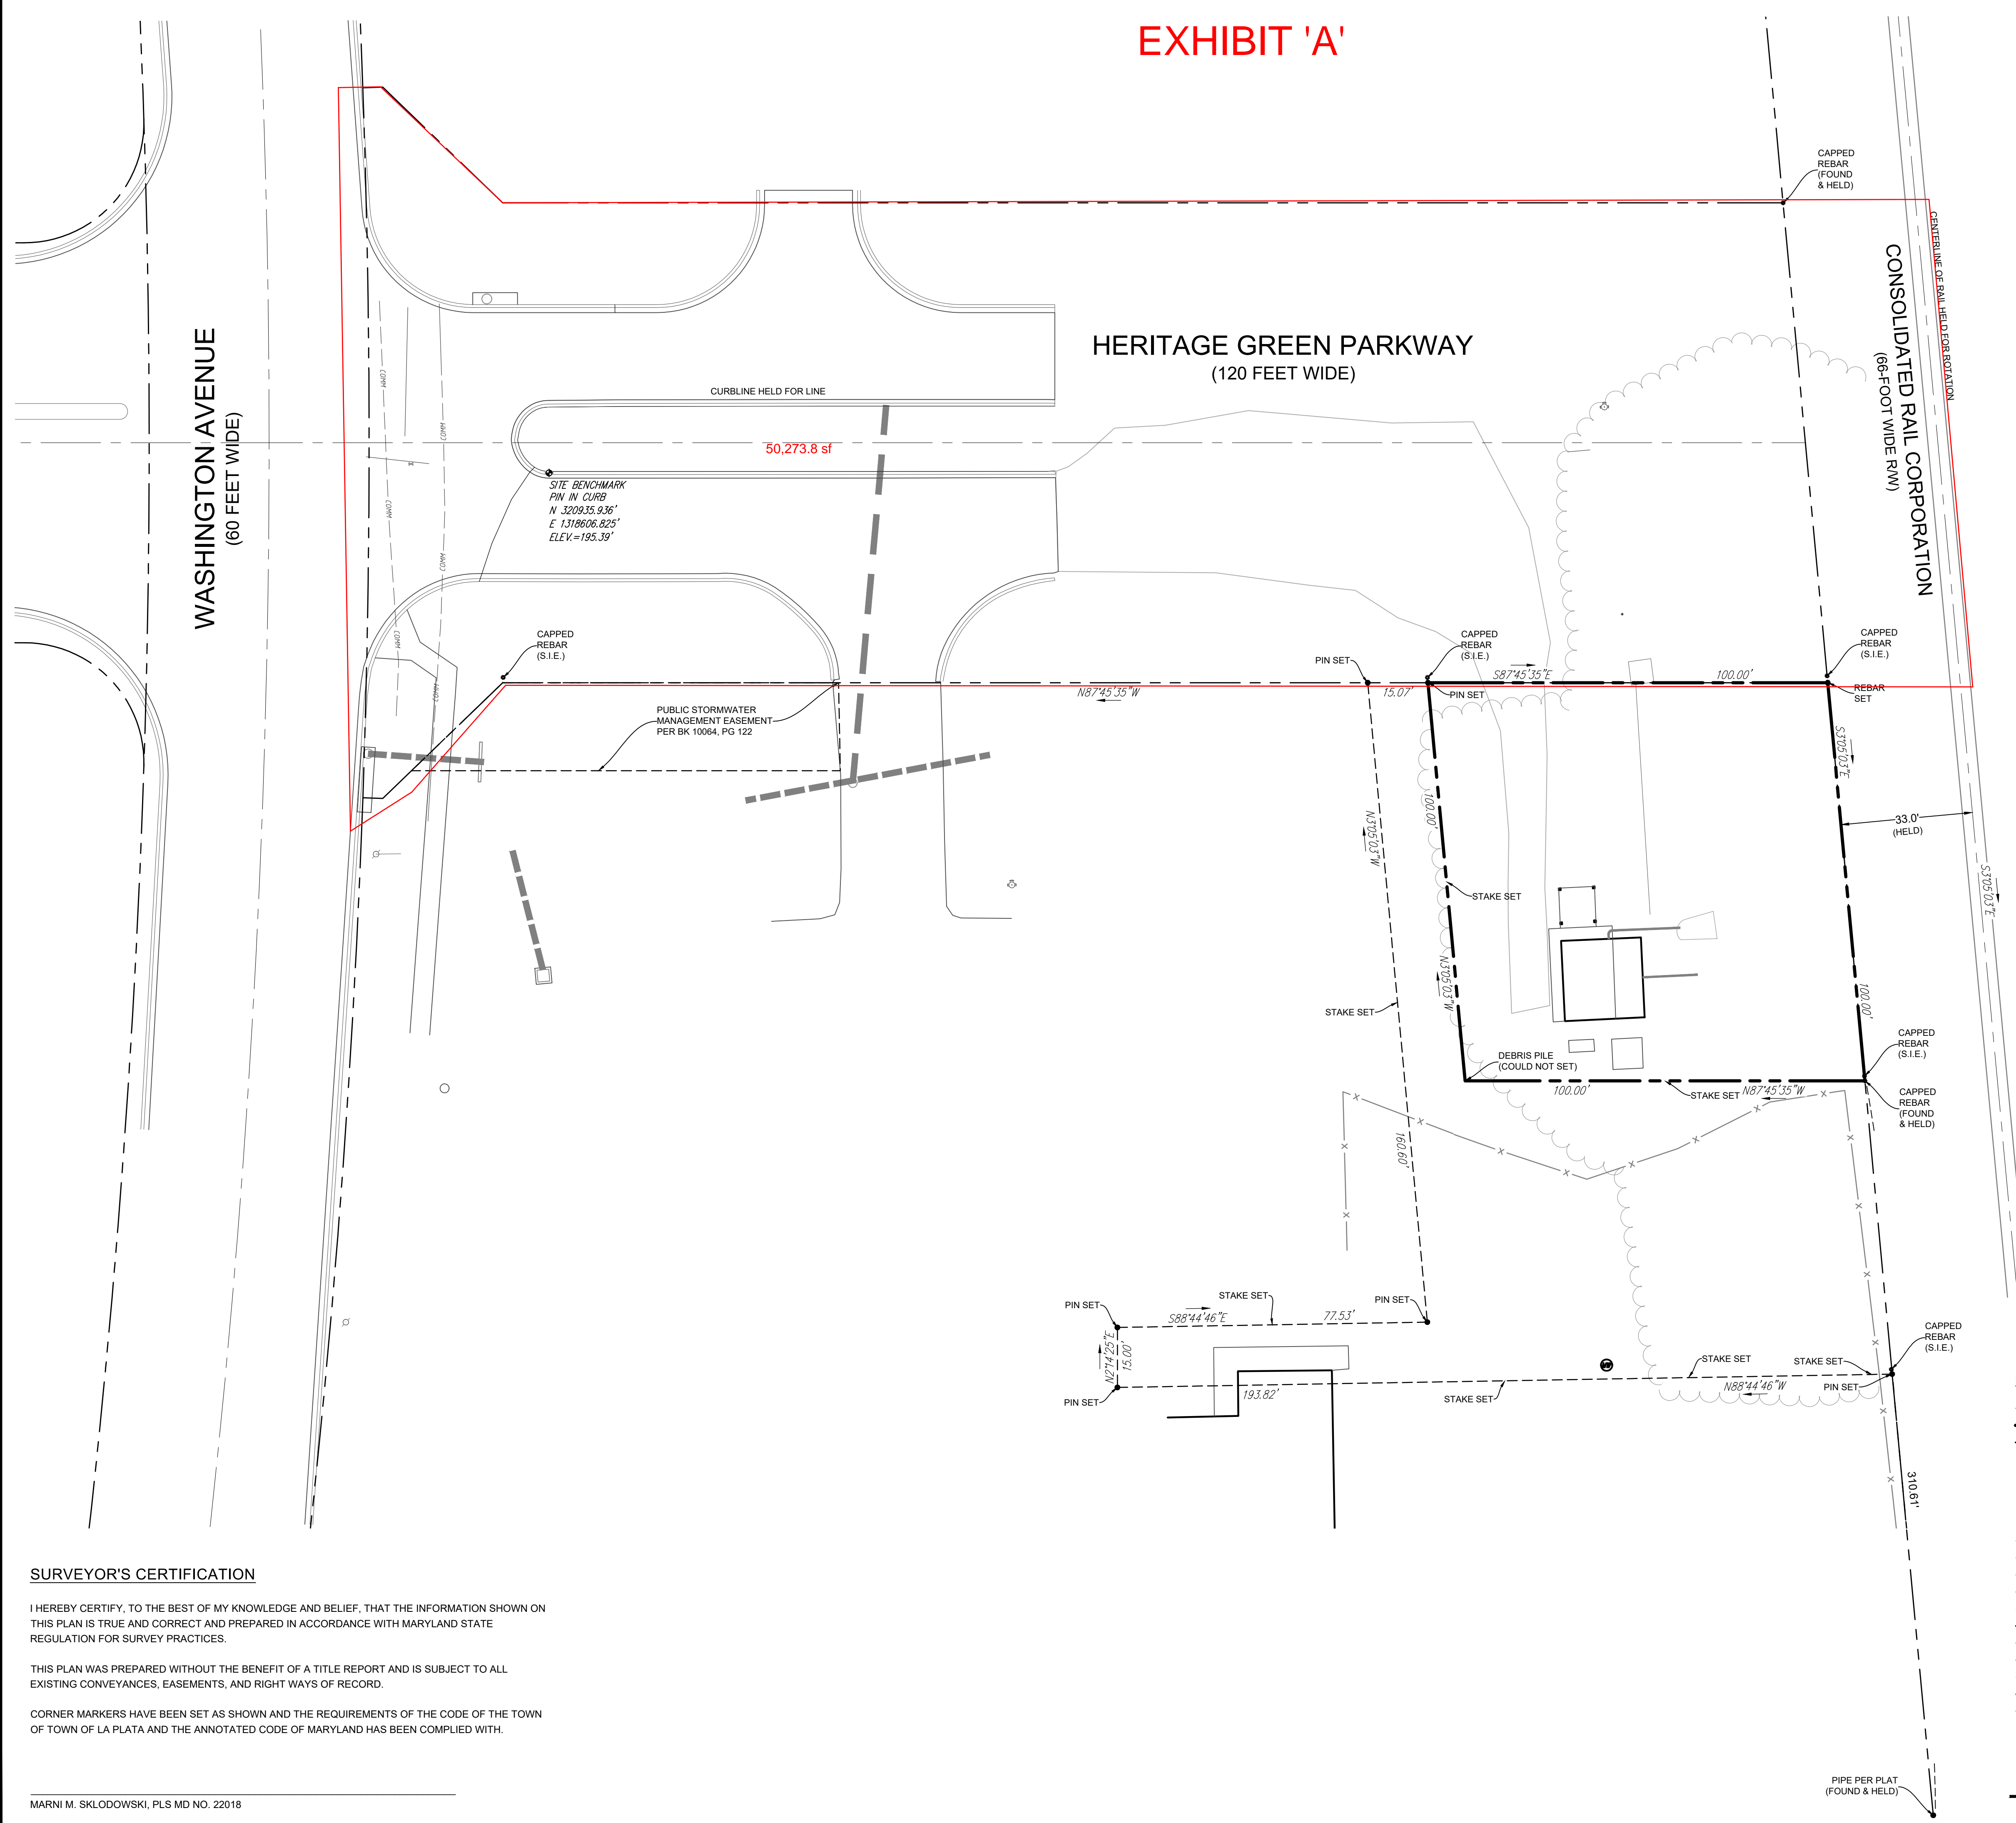 EXHIBIT 'A'
CAPPED
REBAR
(FOUND
& HELD)
CENTERLINE OF RAIL HELD FOR ROTATION
CONSOLIDATED RAIL CORPORATION
(66-FOOT WIDE R/W)
WASHINGTON AVENUE
(60 FEET WIDE)
HERITAGE GREEN PARKWAY
(120 FEET WIDE)
COMM
COMM
COMM
COMM
COMM
COMM
CURBLINE HELD FOR LINE
50,273.8 sf
SITE BENCHMARK
PIN IN CURB
N 320935.936'
E 1318606.825'
ELEV.=195.39'
CAPPED
REBAR
(S.I.E.)
PIN SET
CAPPED
REBAR
(S.I.E.)
CAPPED
REBAR
(S.I.E.)
S87°45'35"E
100.00'
N87°45'35"W
15.07'
PIN SET
REBAR
SET
PUBLIC STORMWATER
MANAGEMENT EASEMENT
PER BK 10064, PG 122
S3°05'03"E
100.00'
N3°05'03"W
33.0'
(HELD)
S3°05'03"E
STAKE SET
N3°05'03"W
100.00'
STAKE SET
CAPPED
REBAR
(S.I.E.)
DEBRIS PILE
(COULD NOT SET)
100.00'
STAKE SET
N87°45'35"W
CAPPED
REBAR
(FOUND
& HELD)
160.60'
PIN SET
S88°44'46"E
STAKE SET
77.53'
PIN SET
N2°14'25"E
15.00'
CAPPED
REBAR
(S.I.E.)
STAKE SET
STAKE SET
PIN SET
193.82'
STAKE SET
N88°44'46"W
PIN SET
310.61'
SURVEYOR'S CERTIFICATION
I HEREBY CERTIFY, TO THE BEST OF MY KNOWLEDGE AND BELIEF, THAT THE INFORMATION SHOWN ON
THIS PLAN IS TRUE AND CORRECT AND PREPARED IN ACCORDANCE WITH MARYLAND STATE
REGULATION FOR SURVEY PRACTICES.
THIS PLAN WAS PREPARED WITHOUT THE BENEFIT OF A TITLE REPORT AND IS SUBJECT TO ALL
EXISTING CONVEYANCES, EASEMENTS, AND RIGHT WAYS OF RECORD.
CORNER MARKERS HAVE BEEN SET AS SHOWN AND THE REQUIREMENTS OF THE CODE OF THE TOWN
OF TOWN OF LA PLATA AND THE ANNOTATED CODE OF MARYLAND HAS BEEN COMPLIED WITH.
MARNI M. SKLODOWSKI, PLS MD NO. 22018
PIPE PER PLAT
(FOUND & HELD)